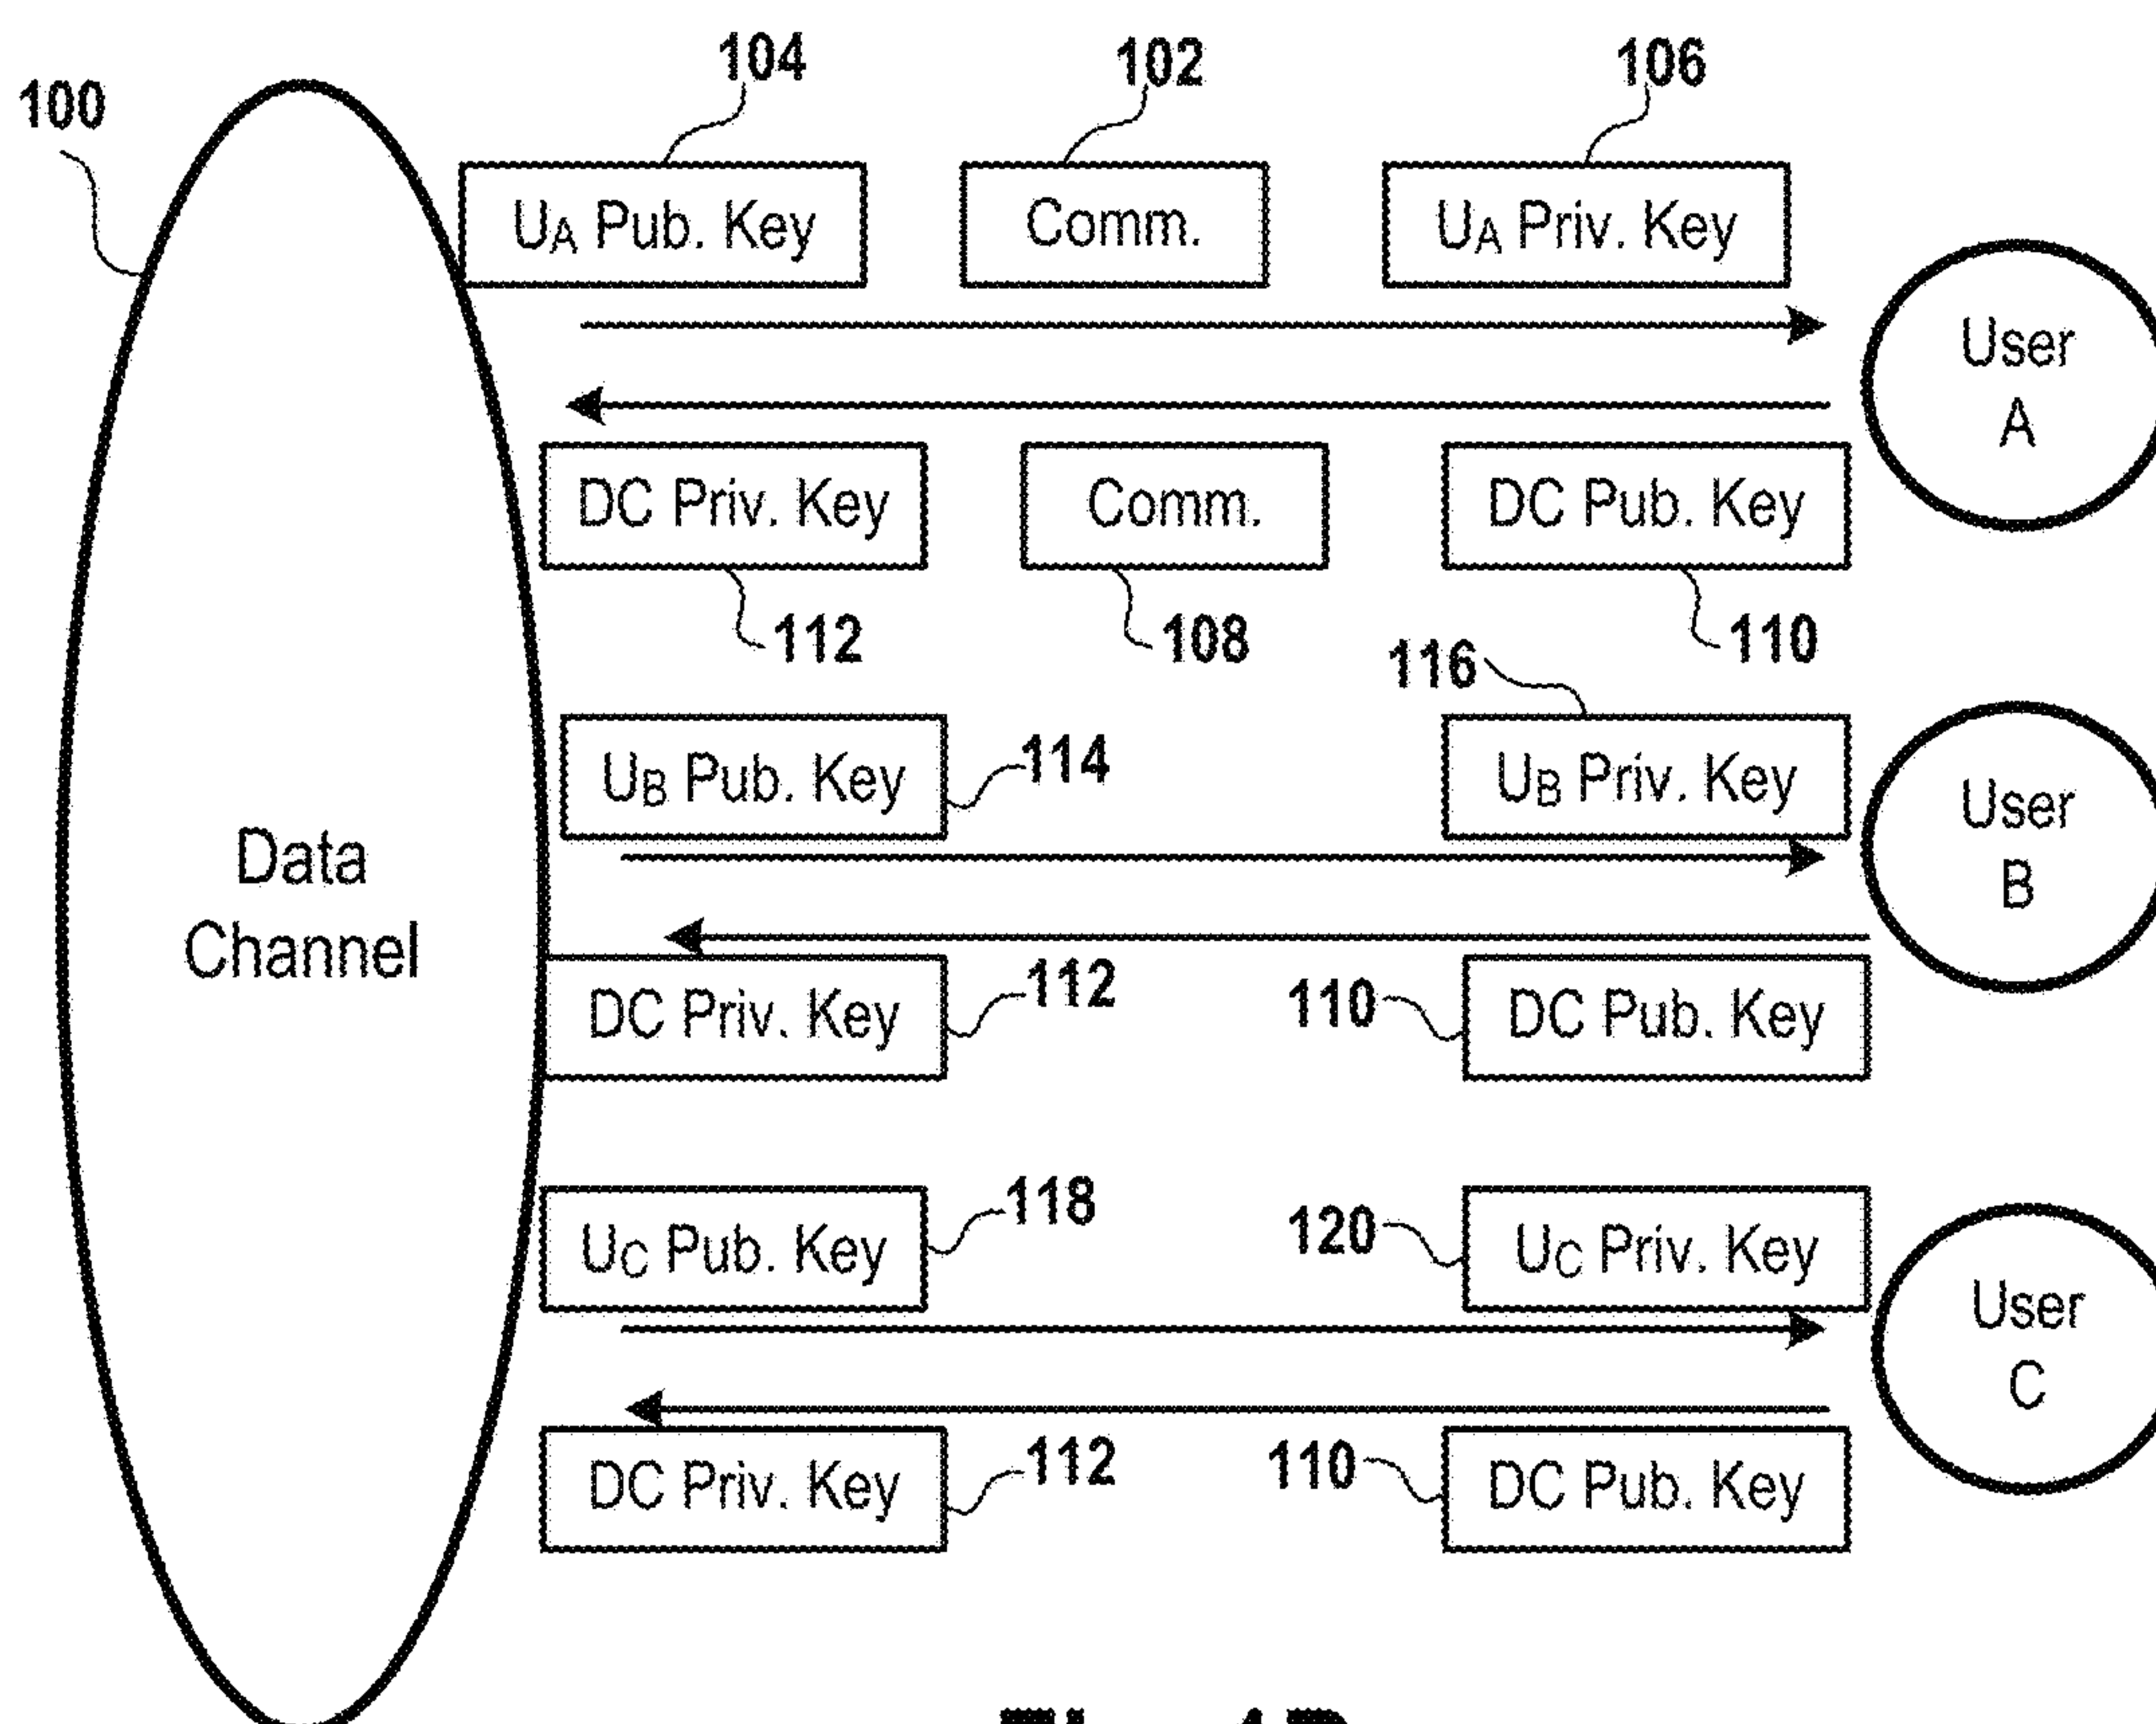 104
102
106
100
UA Pub. Key
Comm.
UA Priv. Key
User
A
DC Priv. Key
Comm.
DC Pub. Key
112
108
110
116
UB Pub. Key
114
UB Priv. Key
User
B
Data
Channel
DC Priv. Key
112
110
DC Pub. Key
UC Pub. Key
118
120
UC Priv. Key
User
C
DC Priv. Key
112
110
DC Pub. Key